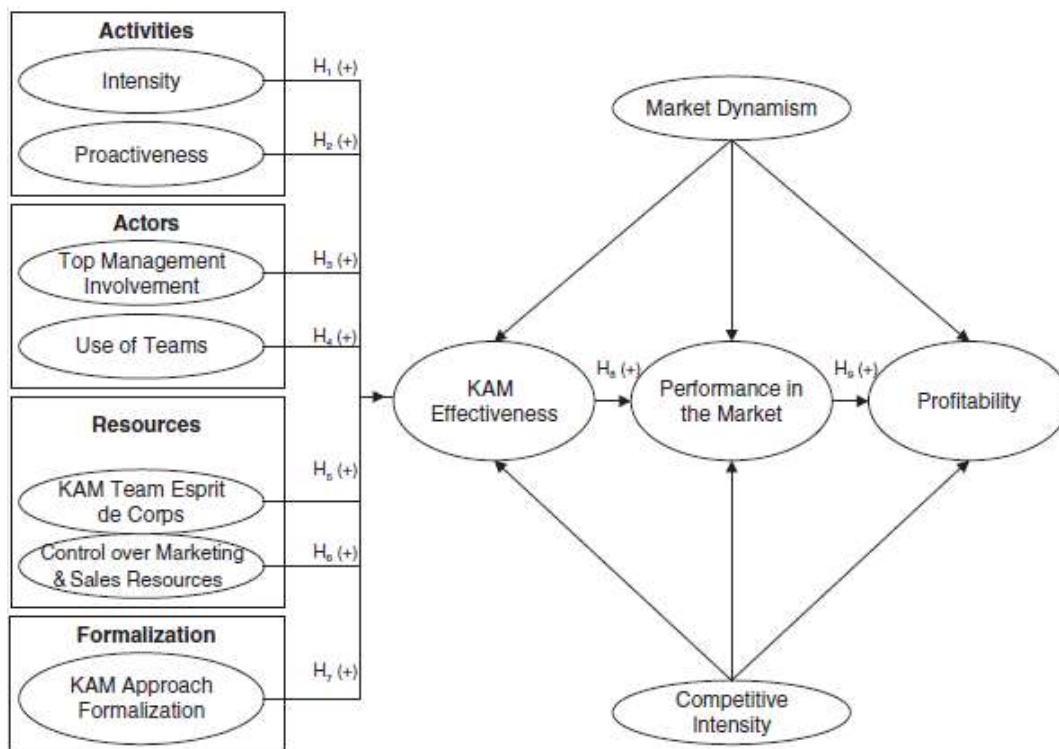 Activities
Intensity
H₁ (+)
Proactiveness
H₂ (+)
Actors
Top Management
Involvement
H₃ (+)
Use of Teams
H₄ (+)
Resources
KAM Team Esprit
de Corps
H₅ (+)
Control over Marketing
& Sales Resources
H₆ (+)
Formalization
KAM Approach
Formalization
H₇ (+)
Market Dynamism
KAM
Effectiveness
H₈ (+)
Performance in
the Market
H₉ (+)
Profitability
Competitive
Intensity